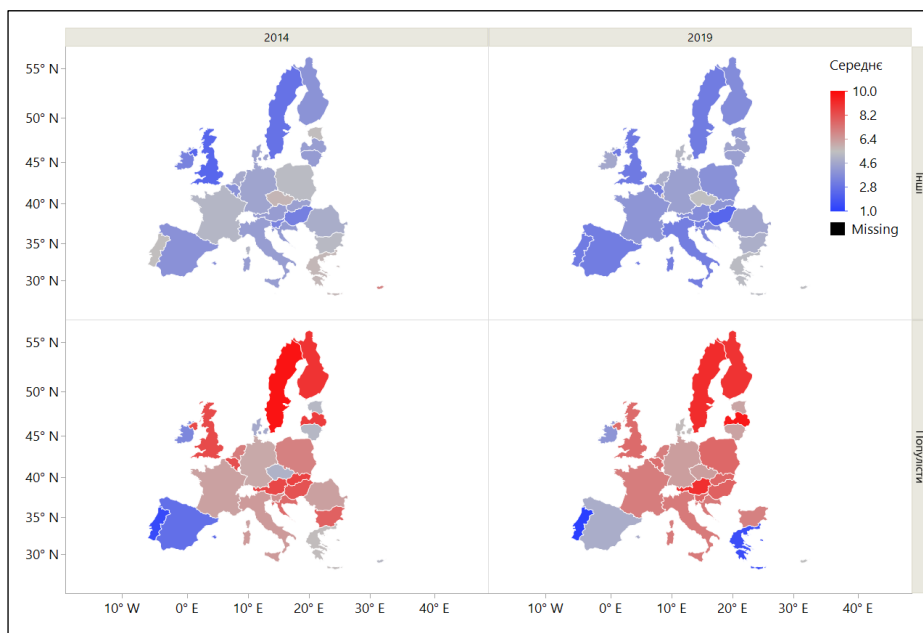 2014
2019
55° N
50° N
45° N
40° N
35° N
30° N
Середнє
10.0
8.2
6.4
4.6
2.8
1.0
Missing
Інші
55° N
50° N
45° N
40° N
35° N
30° N
Популісти
10° W
0° E
10° E
20° E
30° E
40° E
10° W
0° E
10° E
20° E
30° E
40° E